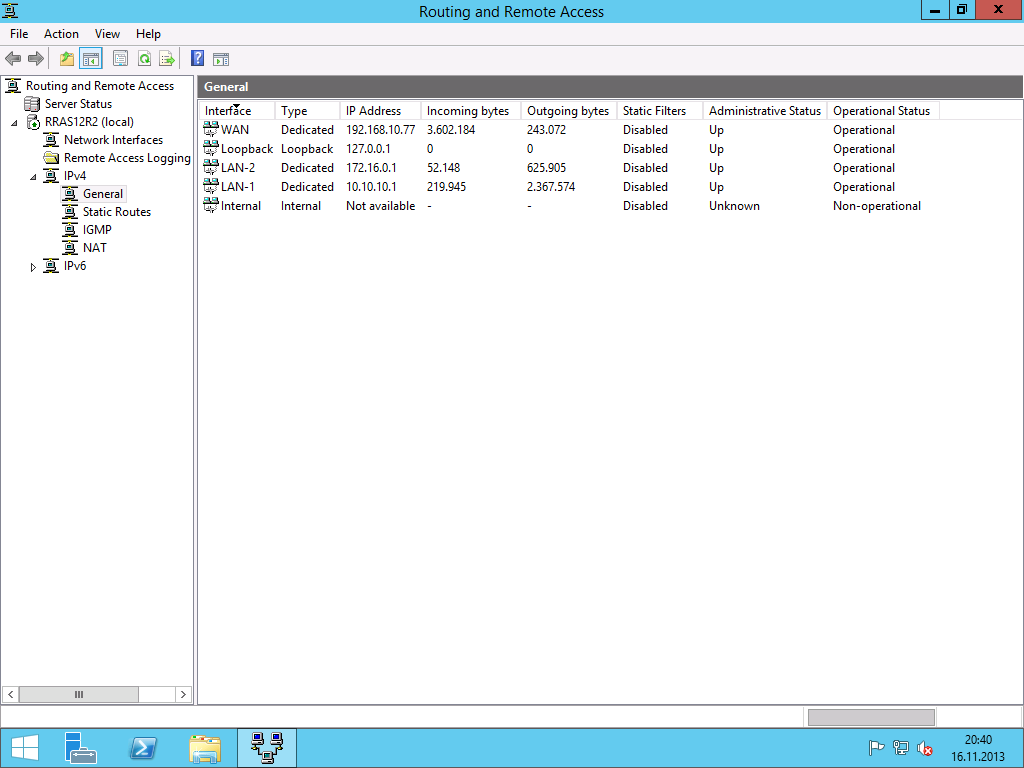 Routing and Remote Access
File Action View Help
Routing and Remote Access
Server Status
RRAS12R2 (local)
Network Interfaces
Remote Access Logging
IPv4
General
Static Routes
IGMP
NAT
IPv6
General
Interface Type IP Address Incoming bytes Outgoing bytes Static Filters Administrative Status Operational Status
WAN Dedicated 192.168.10.77 3.602.184 243.072 Disabled Up Operational
Loopback Loopback 127.0.0.1 0 0 Disabled Up Operational
LAN-2 Dedicated 172.16.0.1 52.148 625.905 Disabled Up Operational
LAN-1 Dedicated 10.10.10.1 219.945 2.367.574 Disabled Up Operational
Internal Internal Not available - - Disabled Unknown Non-operational
20:40
16.11.2013